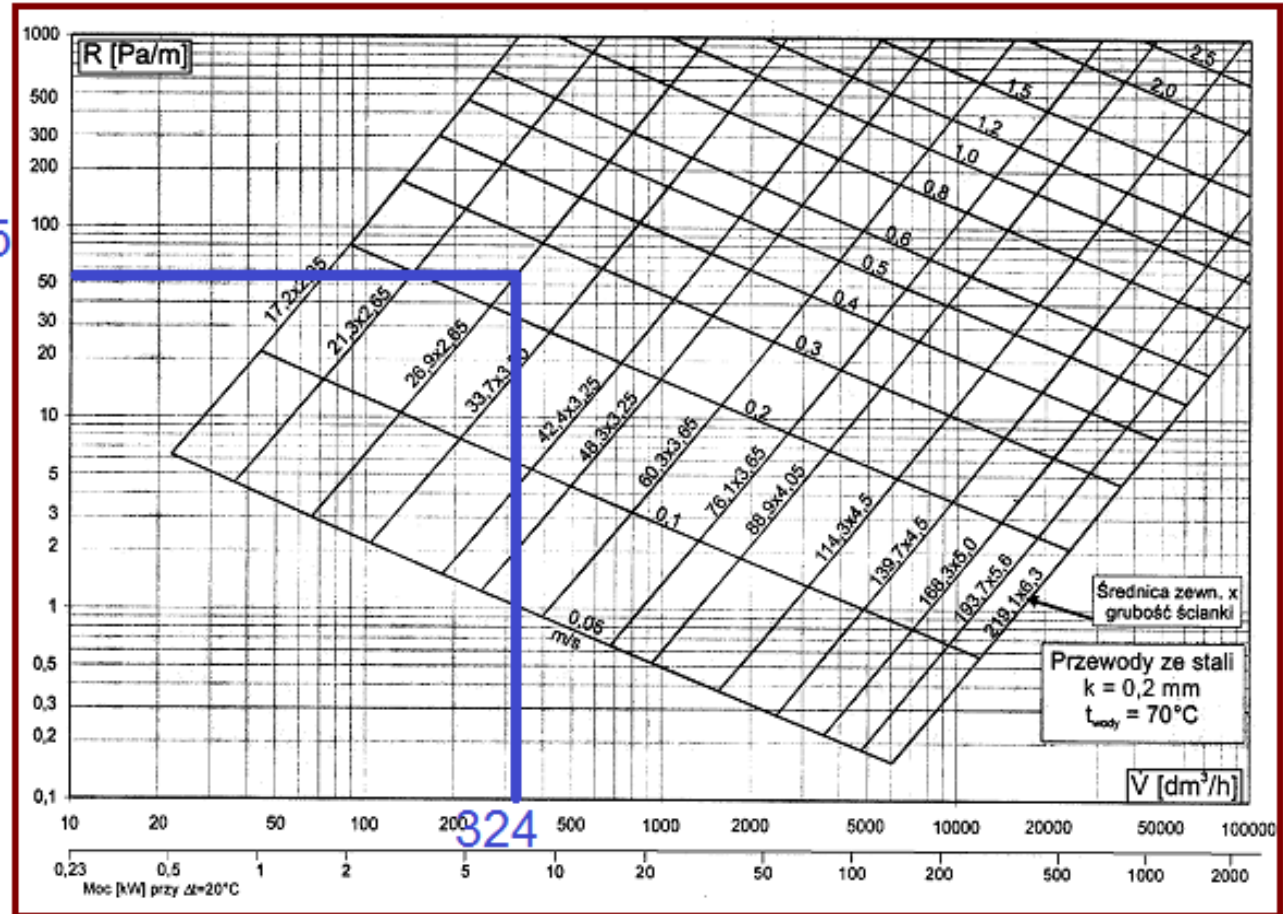 1000
R [Pa/m]
500
300
200
100
5
50
30
20
10
5
3
2
1
0,5
0,3
0,2
0,1
2,5
2,0
1,5
1,2
1,0
0,8
0,6
0,5
0,4
0,3
0,2
0,1
0,06
m/s
21,3x2,65
26,9x2,65
42,4x3,25
48,3x3,25
60,3x3,65
76,1x3,65
88,9x4,05
114,3x4,5
139,7x4,5
168,3x5,0
193,7x5,6
219,1x6,3
Średnica zewn. x
grubość ścianki
Przewody ze stali
k = 0,2 mm
t wody = 70°C
V̇ [dm³/h]
10 20 50 100 200 324 500 1000 2000 5000 10000 20000 50000 100000
0,23 0,5 1 2 5 10 20 50 100 200 500 1000 2000
Moc [kW] przy Δt=20°C